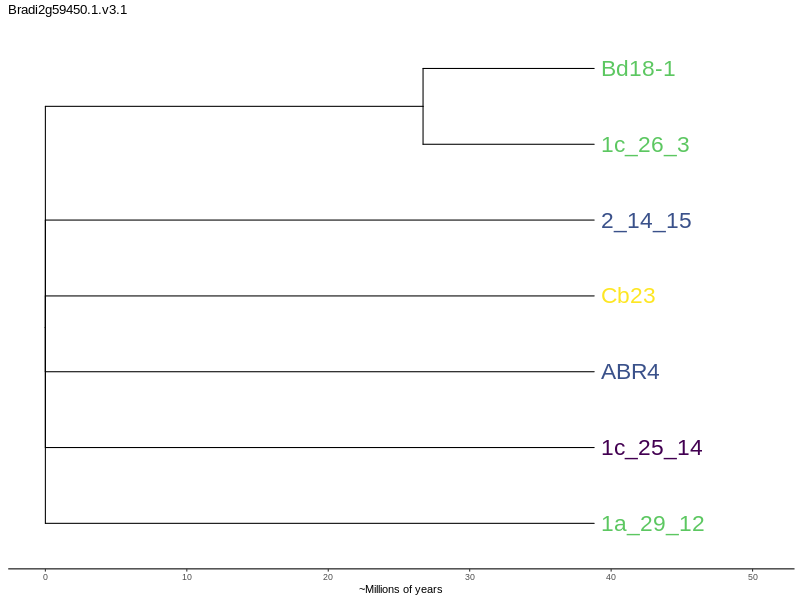 Bradi2g59450.1.v3.1
Bd18-1
1c_26_3
2_14_15
Cb23
ABR4
1c_25_14
1a_29_12
0 10 20 30 40 50
~Millions of years